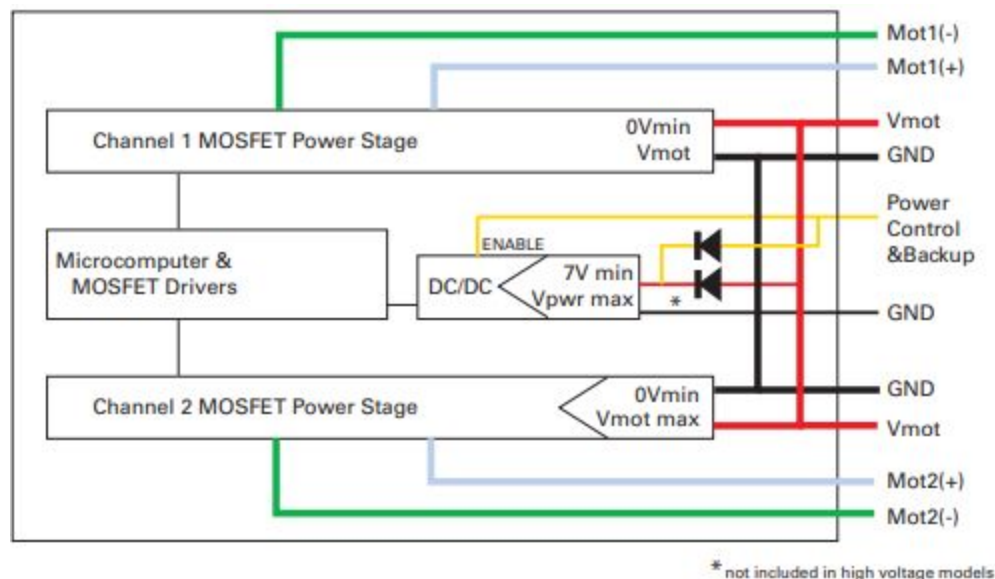 Mot1(-)
Mot1(+)
Channel 1 MOSFET Power Stage
0Vmin
Vmot
Vmot
GND
Power
Control
&Backup
ENABLE
Microcomputer &
MOSFET Drivers
DC/DC
7V min
Vpwr max
*
GND
Channel 2 MOSFET Power Stage
0Vmin
Vmot max
GND
Vmot
Mot2(+)
Mot2(-)
* not included in high voltage models